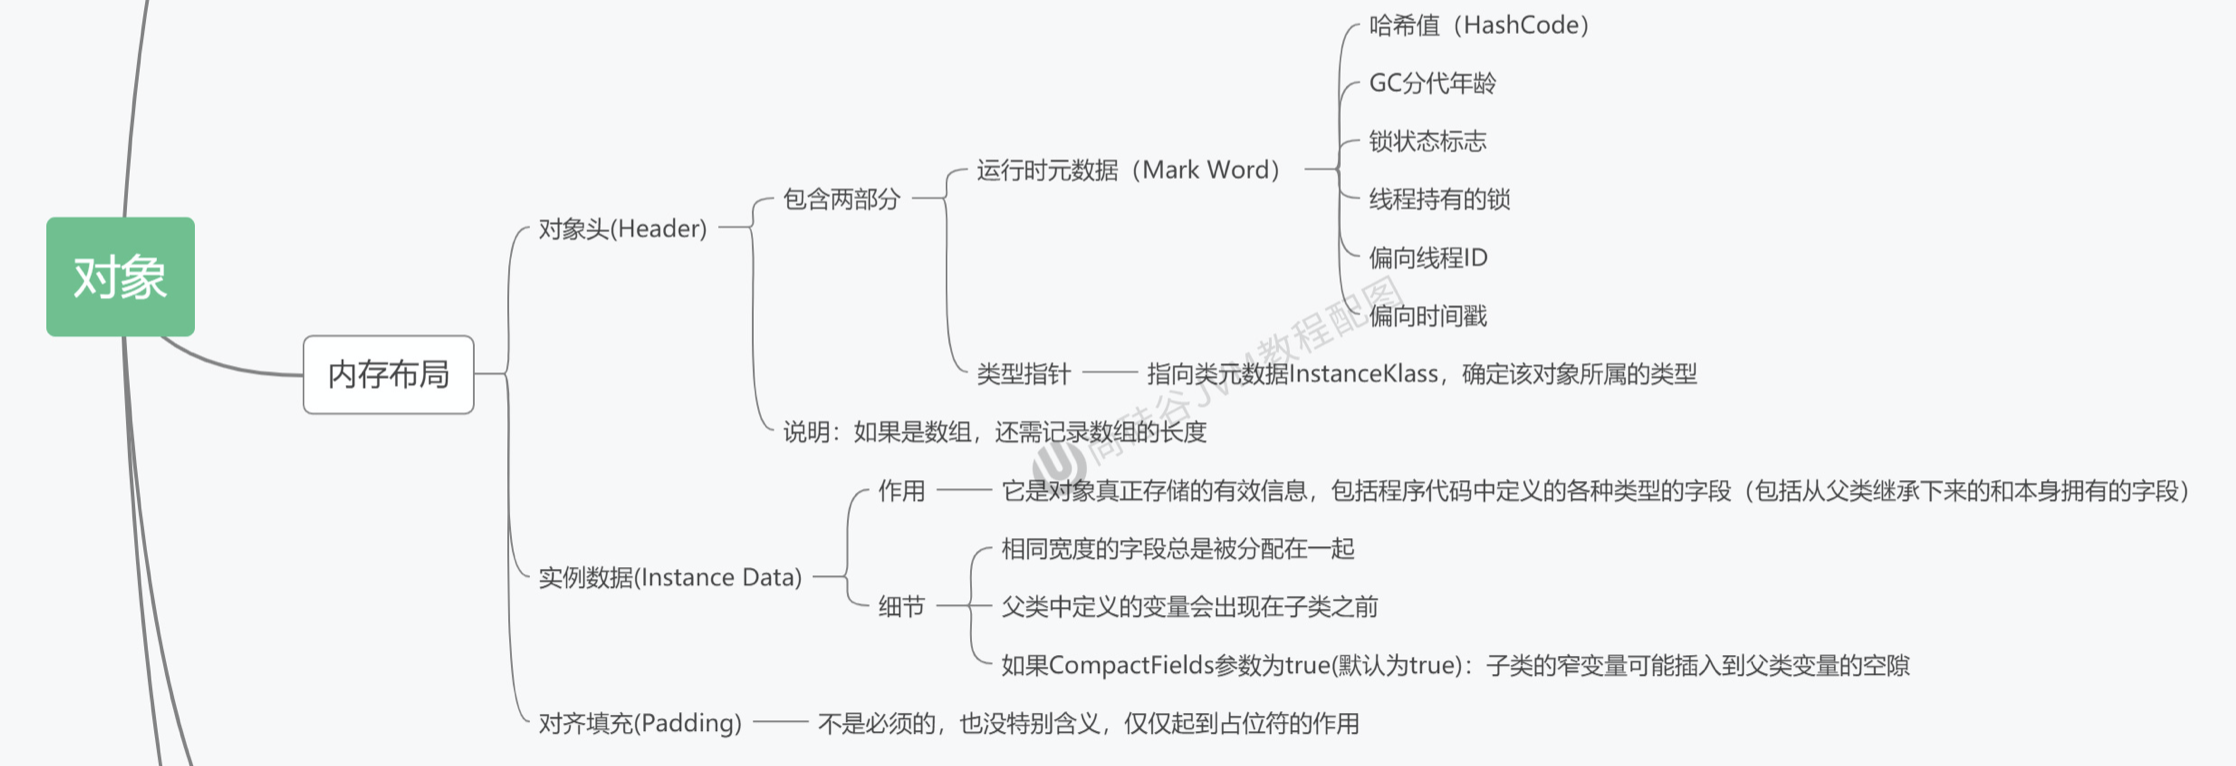 对象
内存布局
对象头(Header)
包含两部分
运行时元数据（Mark Word）
哈希值（HashCode）
GC分代年龄
锁状态标志
线程持有的锁
偏向线程ID
偏向时间戳
类型指针
指向类元数据InstanceKlass，确定该对象所属的类型
说明：如果是数组，还需记录数组的长度
实例数据(Instance Data)
作用
它是对象真正存储的有效信息，包括程序代码中定义的各种类型的字段（包括从父类继承下来的和本身拥有的字段）
细节
相同宽度的字段总是被分配在一起
父类中定义的变量会出现在子类之前
如果CompactFields参数为true(默认为true)：子类的窄变量可能插入到父类变量的空隙
对齐填充(Padding)
不是必须的，也没特别含义，仅仅起到占位符的作用
尚硅谷JVM教程配图